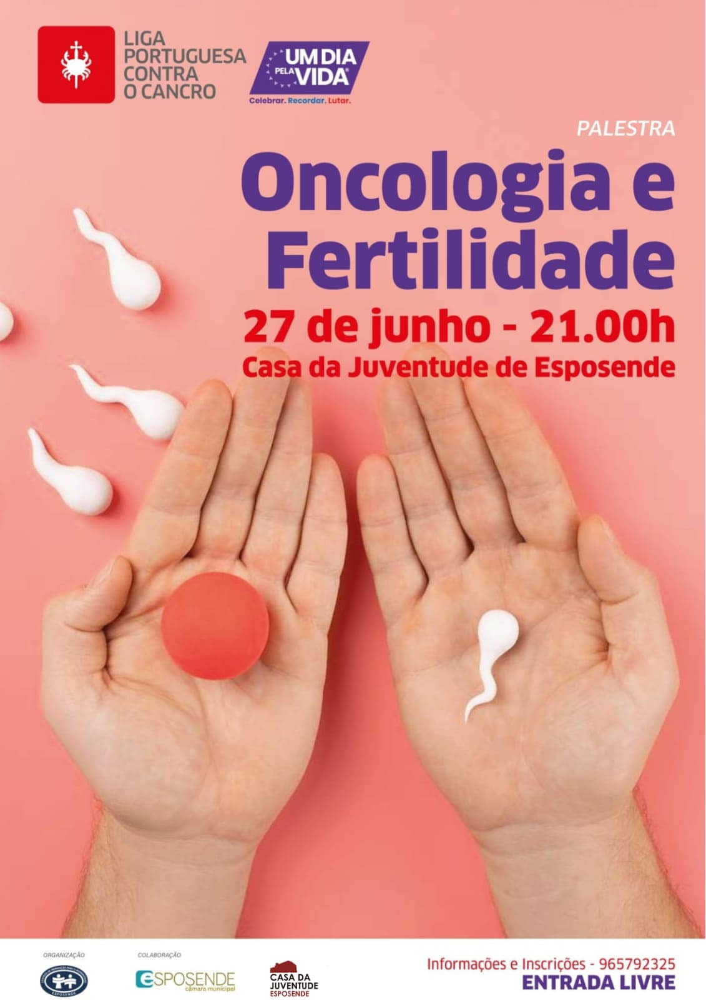 LIGA
PORTUGUESA
CONTRA
O CANCRO
UM DIA
PELA VIDA®
Celebrar. Recordar. Lutar.
PALESTRA
Oncologia e
Fertilidade
27 de junho - 21.00h
Casa da Juventude de Esposende
ORGANIZAÇÃO
ESPOSENDE
COLABORAÇÃO
ESPOSENDE
câmara municipal
CASA DA
JUVENTUDE
ESPOSENDE
Informações e Inscrições - 965792325
ENTRADA LIVRE